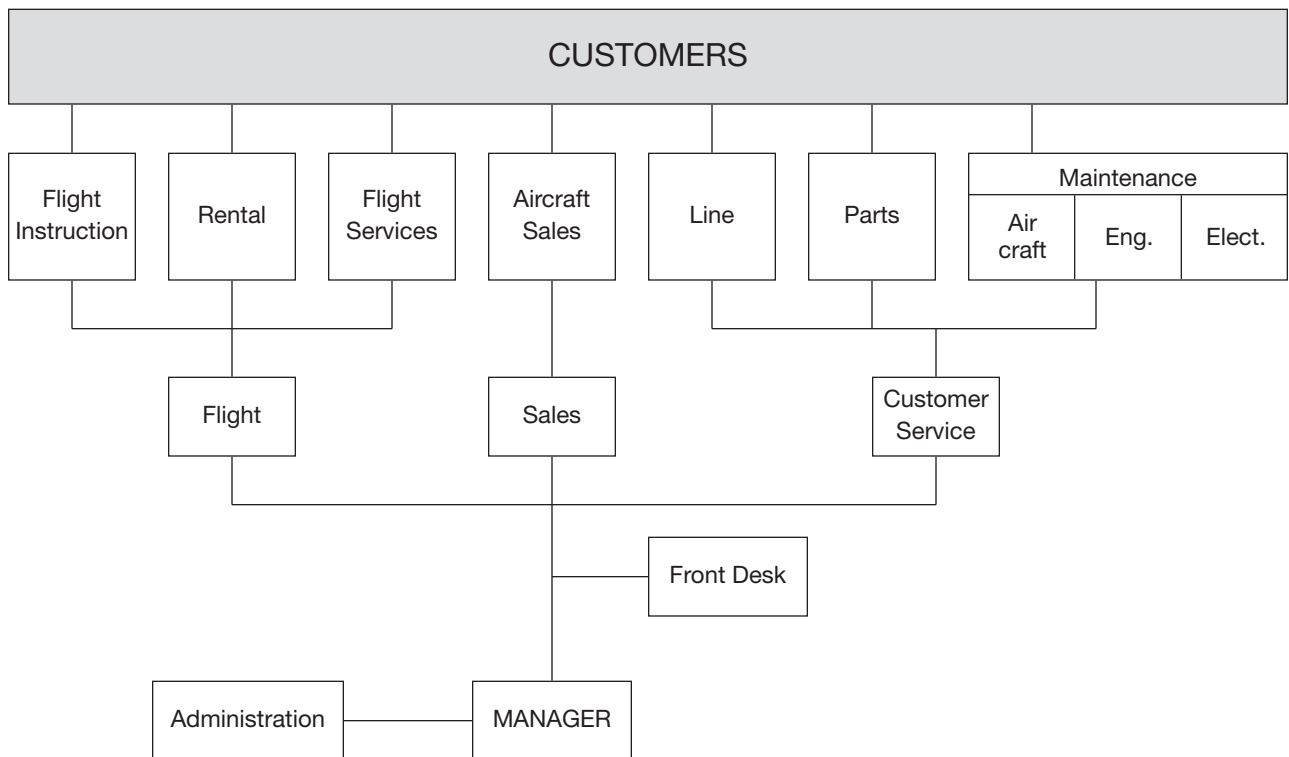 CUSTOMERS
Flight
Instruction
Rental
Flight
Services
Aircraft
Sales
Line
Parts
Maintenance
Air
craft
Eng.
Elect.
Flight
Sales
Customer
Service
Front Desk
Administration
MANAGER